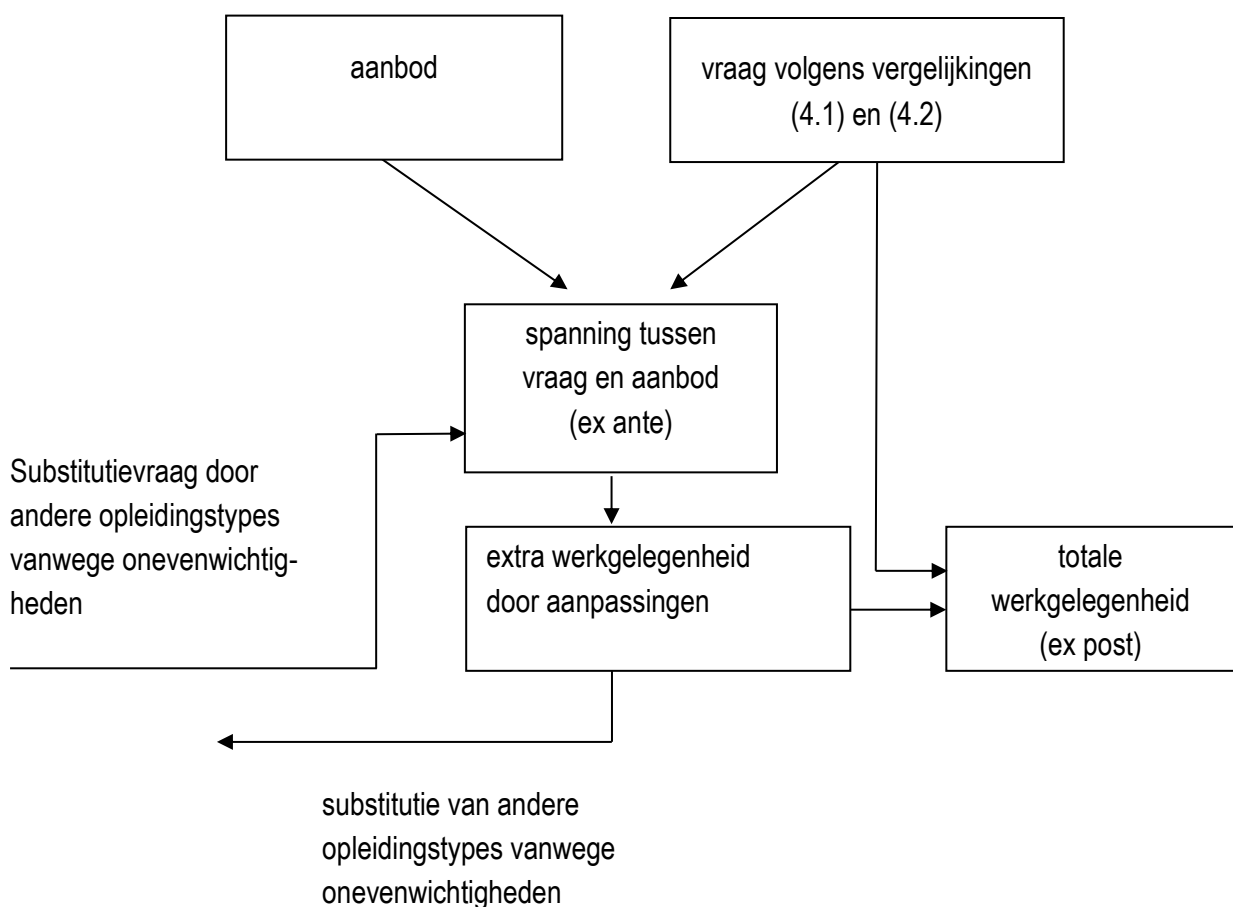 aanbod
vraag volgens vergelijkingen
(4.1) en (4.2)
spanning tussen
vraag en aanbod
(ex ante)
Substitutievraag door
andere opleidingstypes
vanwege onevenwichtig-
heden
extra werkgelegenheid
door aanpassingen
totale
werkgelegenheid
(ex post)
substitutie van andere
opleidingstypes vanwege
onevenwichtigheden